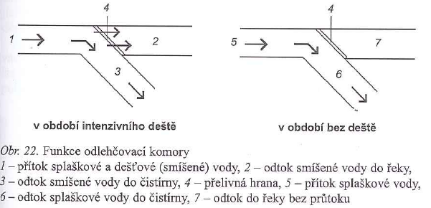 4
4
1
2
5
7
3
6
v období intenzivního deště
v období bez deště
Obr. 22. Funkce odlehčovací komory
1 – přítok splaškové a dešťové (smíšené) vody, 2 – odtok smíšené vody do řeky,
3 – odtok smíšené vody do čistírny, 4 – přelivná hrana, 5 – přítok splaškové vody,
6 – odtok splaškové vody do čistírny, 7 – odtok do řeky bez průtoku